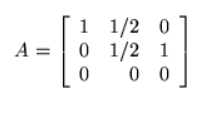 A = [ 1 1/2 0
0 1/2 1
0 0 0 ]